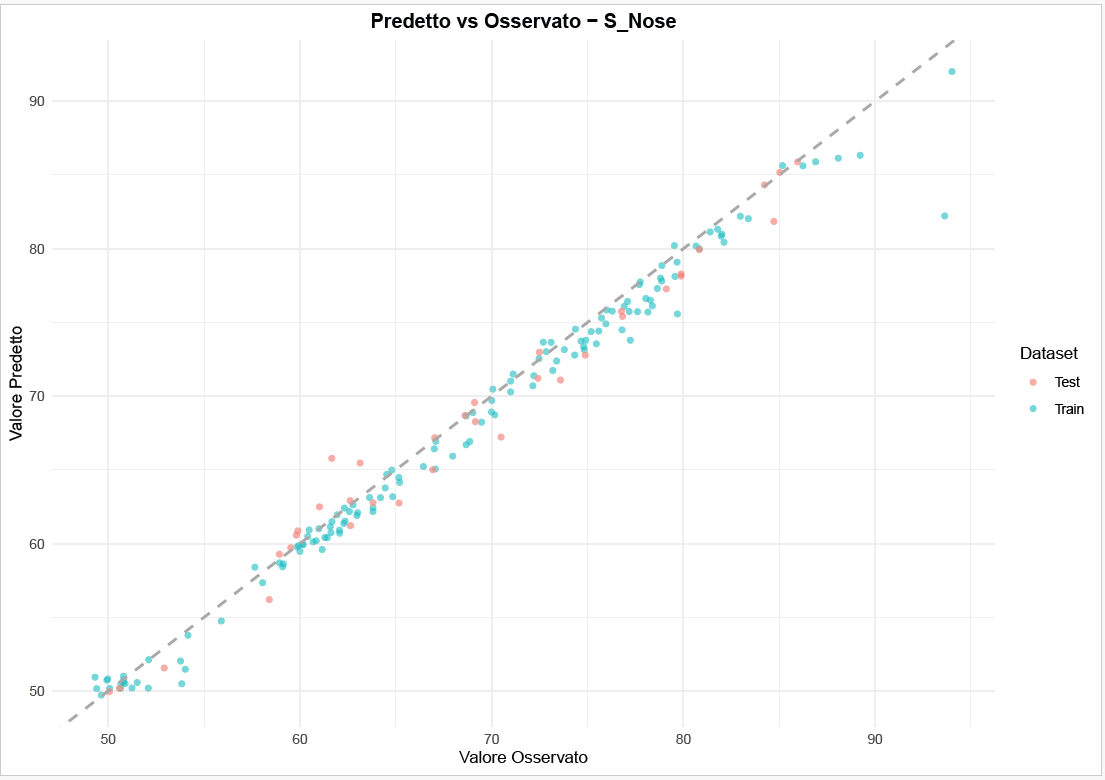 Predetto vs Osservato − S_Nose
90
80
70
60
50
Valore Predetto
50 60 70 80 90
Valore Osservato
Dataset
Test
Train